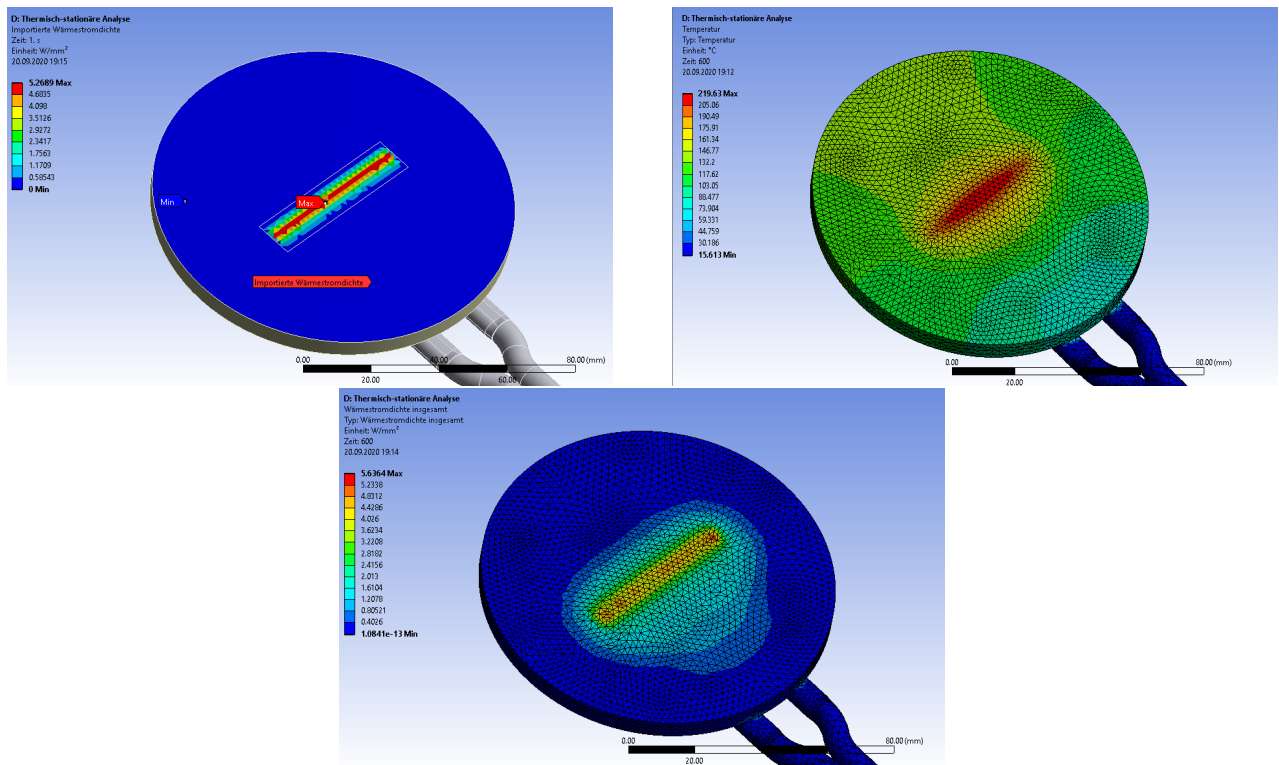 D: Thermisch-stationäre Analyse
Importierte Wärmestromdichte
Zeit: 1. s
Einheit: W/mm²
20.09.2020 19:15
5.2689 Max
4.6835
4.098
3.5126
2.9272
2.3417
1.7563
1.1709
0.58543
0 Min
Min
Max
Importierte Wärmestromdichte
0.00
40.00
80.00 (mm)
20.00
60.00
D: Thermisch-stationäre Analyse
Temperatur
Typ: Temperatur
Einheit: °C
Zeit: 600
20.09.2020 19:12
219.63 Max
205.06
190.49
175.91
161.34
146.77
132.2
117.62
103.05
88.477
73.904
59.331
44.759
30.186
15.613 Min
0.00
80.00 (mm)
20.00
D: Thermisch-stationäre Analyse
Wärmestromdichte insgesamt
Typ: Wärmestromdichte insgesamt
Einheit: W/mm²
Zeit: 600
20.09.2020 19:14
5.6364 Max
5.2338
4.8312
4.4286
4.026
3.6234
3.2208
2.8182
2.4156
2.013
1.6104
1.2078
0.80521
0.4026
1.0841e-13 Min
0.00
80.00 (mm)
20.00